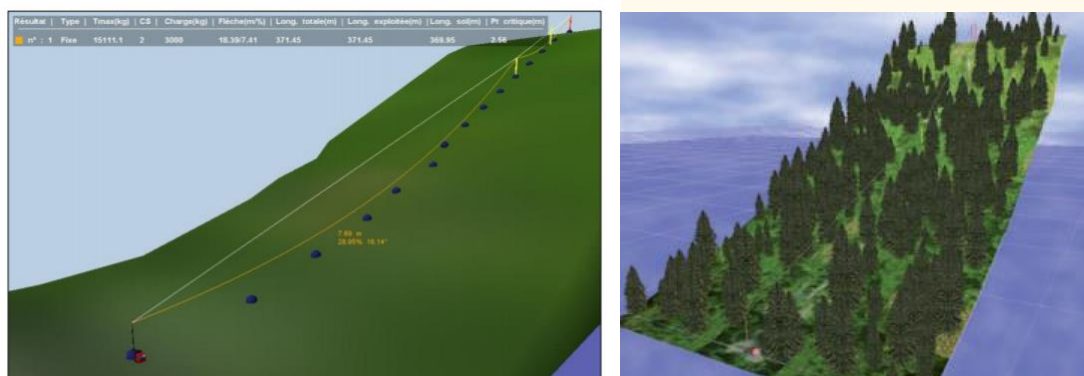 Résultat | Type | Tmax(kg) | CS | Charge(kg) | Flèche(m/%) | Long. totale(m) | Long. exploitée(m) | Long. sol(m) | Pt critique(m)
n° : 1 Fixe 15111.1 2 3000 18.39/7.41 371.45 371.45 368.95 2.56
7.69 m
28.95% 16.14°